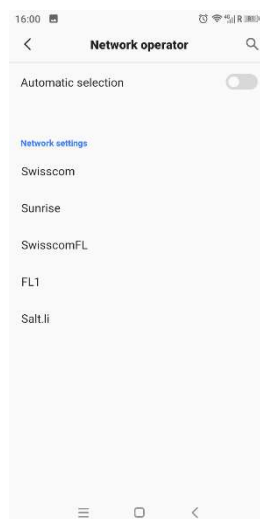 16:00
R
Network operator
Automatic selection
Network settings
Swisscom
Sunrise
SwisscomFL
FL1
Salt.li